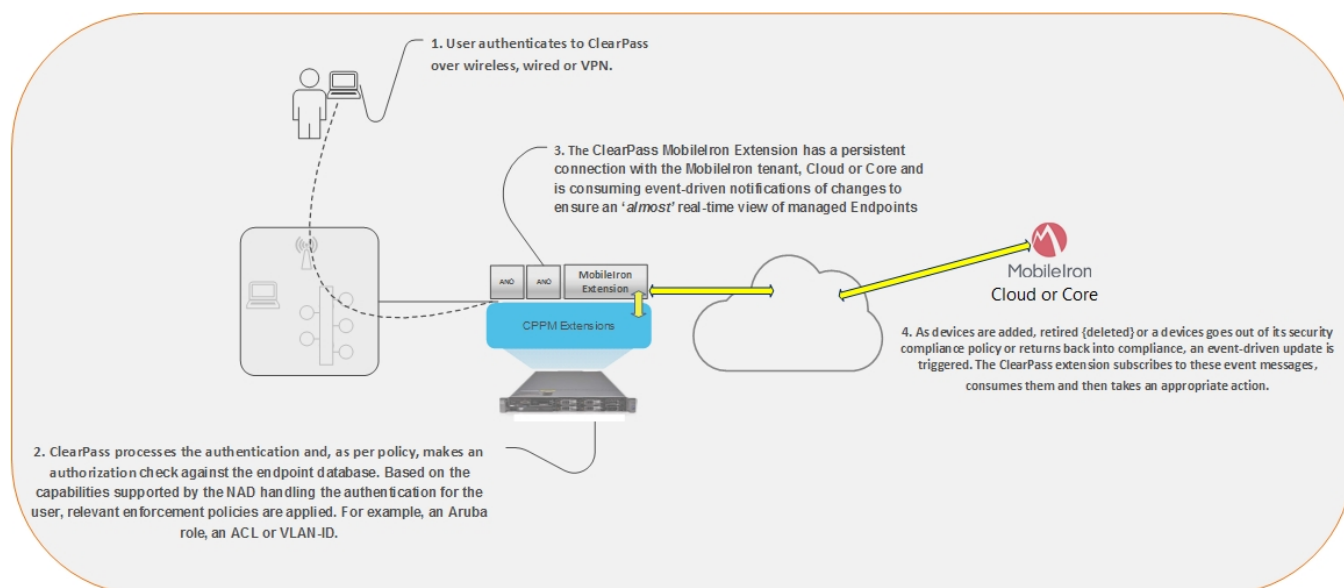 1. User authenticates to ClearPass
over wireless, wired or VPN.
3. The ClearPass MobileIron Extension has a persistent
connection with the MobileIron tenant, Cloud or Core and
is consuming event-driven notifications of changes to
ensure an ‘almost’ real-time view of managed Endpoints
ANO
ANO
MobileIron
Extension
CPPM Extensions
MobileIron
Cloud or Core
4. As devices are added, retired {deleted} or a devices goes out of its security
compliance policy or returns back into compliance, an event-driven update is
triggered. The ClearPass extension subscribes to these event messages,
consumes them and then takes an appropriate action.
2. ClearPass processes the authentication and, as per policy, makes an
authorization check against the endpoint database. Based on the
capabilities supported by the NAD handling the authentication for the
user, relevant enforcement policies are applied. For example, an Aruba
role, an ACL or VLAN-ID.